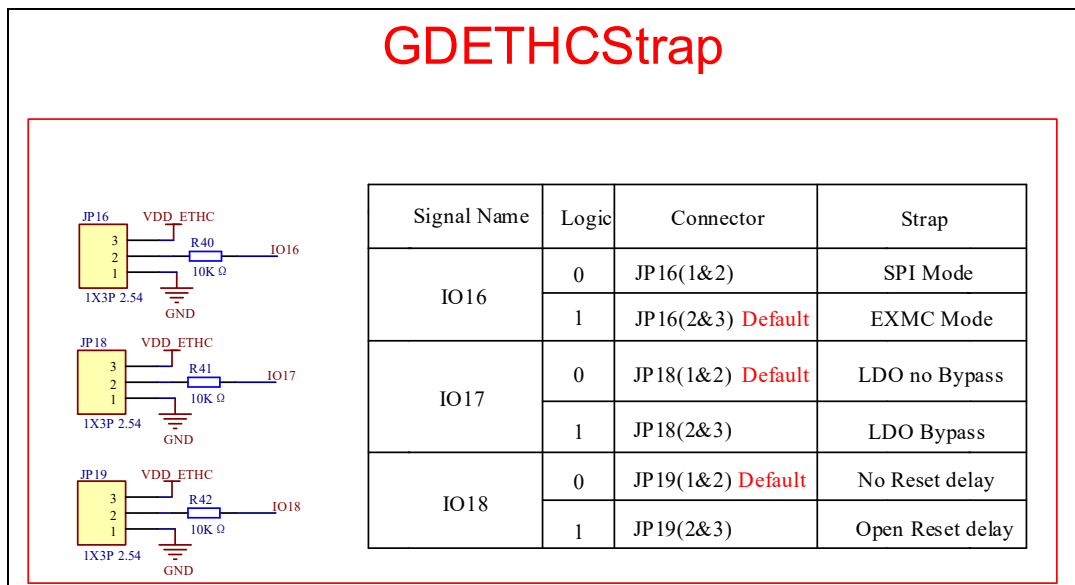 GDETHCStrap
JP16
VDD_ETHC
3
2
1
R40
10K Ω
IO16
1X3P 2.54
GND
JP18
VDD_ETHC
3
2
1
R41
10K Ω
IO17
1X3P 2.54
GND
JP19
VDD_ETHC
3
2
1
R42
10K Ω
IO18
1X3P 2.54
GND
Signal Name Logic Connector Strap
IO16
0 JP16(1&2) SPI Mode
1 JP16(2&3) Default EXMC Mode
IO17
0 JP18(1&2) Default LDO no Bypass
1 JP18(2&3) LDO Bypass
IO18
0 JP19(1&2) Default No Reset delay
1 JP19(2&3) Open Reset delay